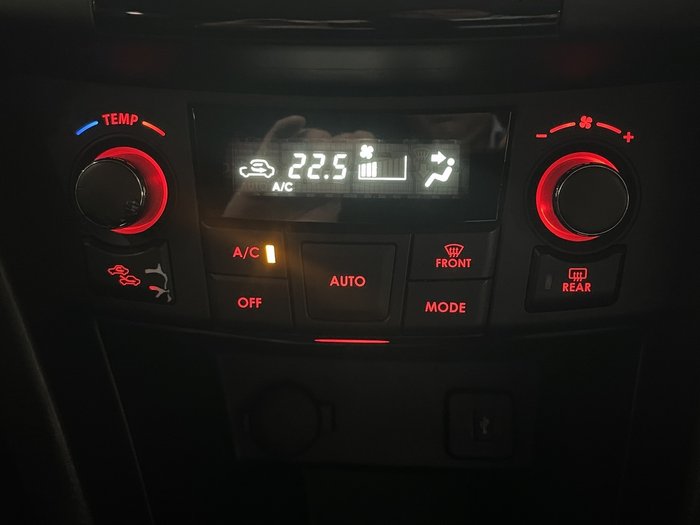 TEMP
22.5
A/C
A/C
AUTO
FRONT
OFF
MODE
REAR